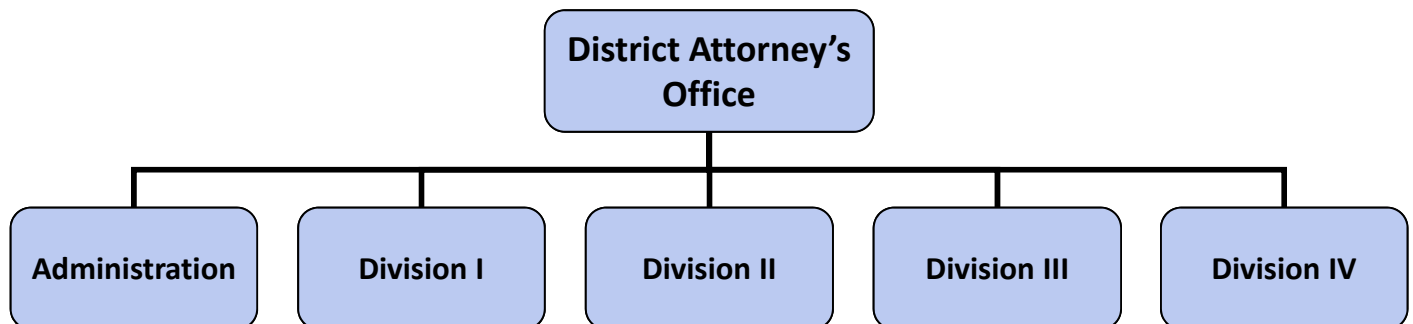 District Attorney’s
Office
Administration
Division I
Division II
Division III
Division IV